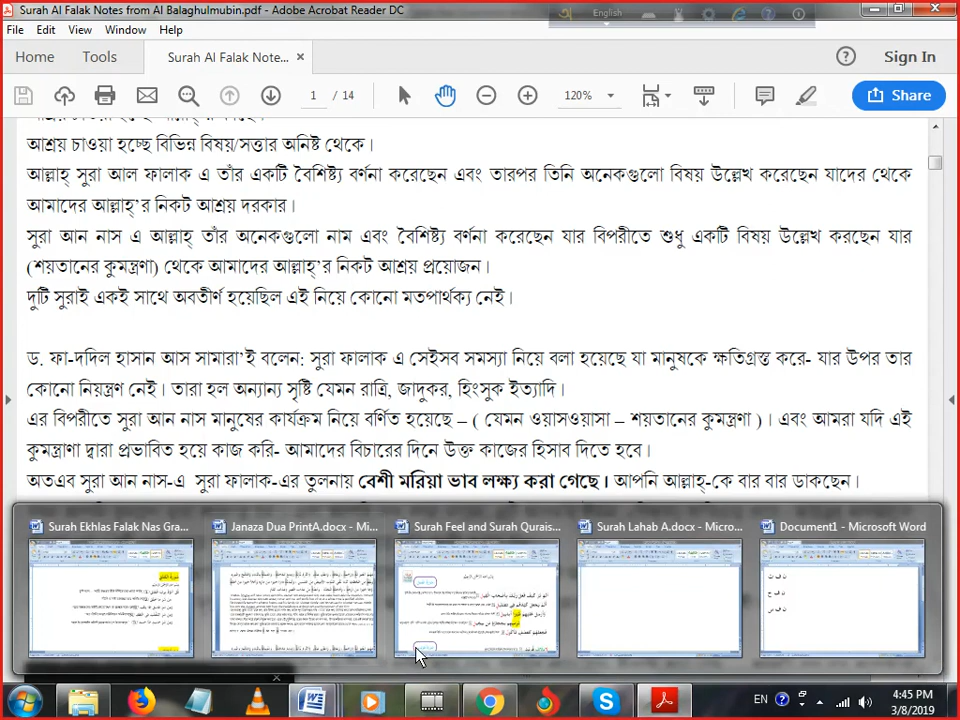 Surah Al Falak Notes from Al Balaghulmubin.pdf - Adobe Acrobat Reader DC
English
File Edit View Window Help
Home Tools Surah Al Falak Note... × Sign In
1 / 14 120% Share
আশ্রয় চাওয়া হচ্ছে বিভিন্ন বিষয়/সত্তার অনিষ্ট থেকে।
আল্লাহ্ সুরা আল ফালাক এ তাঁর একটি বৈশিষ্ট্য বর্ণনা করেছেন এবং তারপর তিনি অনেকগুলো বিষয় উল্লেখ করেছেন যাদের থেকে
আমাদের আল্লাহ্'র নিকট আশ্রয় দরকার।
সুরা আন নাস এ আল্লাহ্ তাঁর অনেকগুলো নাম এবং বৈশিষ্ট্য বর্ণনা করেছেন যার বিপরীতে শুধু একটি বিষয় উল্লেখ করছেন যার
(শয়তানের কুমন্ত্রণা) থেকে আমাদের আল্লাহ্'র নিকট আশ্রয় প্রয়োজন।
দুটি সুরাই একই সাথে অবতীর্ণ হয়েছিল এই নিয়ে কোনো মতপার্থক্য নেই।
ড. ফা-দদিল হাসান আস সামারা'ই বলেন: সুরা ফালাক এ সেইসব সমস্যা নিয়ে বলা হয়েছে যা মানুষকে ক্ষতিগ্রস্ত করে- যার উপর তার
কোনো নিয়ন্ত্রণ নেই। তারা হল অন্যান্য সৃষ্টি যেমন রাত্রি, জাদুকর, হিংসুক ইত্যাদি।
এর বিপরীতে সুরা আন নাস মানুষের কার্যক্রম নিয়ে বর্ণিত হয়েছে – ( যেমন ওয়াসওয়াসা – শয়তানের কুমন্ত্রণা ) । এবং আমরা যদি এই
কুমন্ত্রাণা দ্বারা প্রভাবিত হয়ে কাজ করি- আমাদের বিচারের দিনে উক্ত কাজের হিসাব দিতে হবে।
অতএব সুরা আন নাস-এ সুরা ফালাক-এর তুলনায় বেশী মরিয়া ভাব লক্ষ্য করা গেছে। আপনি আল্লাহ্-কে বার বার ডাকছেন।
Surah Ekhlas Falak Nas Gra... Janaza Dua PrintA.docx - Mi... Surah Feel and Surah Qurais... Surah Lahab A.docx - Micro... Document1 - Microsoft Word
EN 4:45 PM
3/8/2019